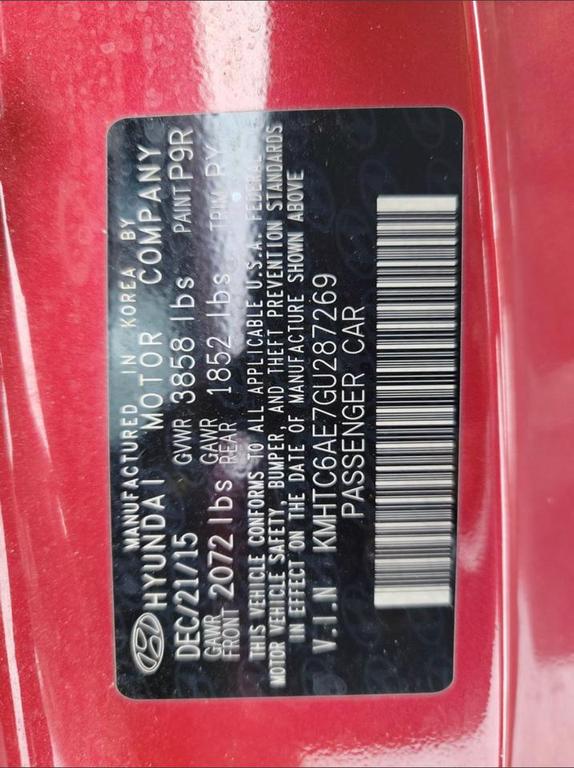 MANUFACTURED IN KOREA BY
HYUNDAI MOTOR COMPANY
DEC/21/15 GVWR 3858 lbs PAINT P9R
GAWR FRONT 2072 lbs GAWR REAR 1852 lbs TRIM PY
THIS VEHICLE CONFORMS TO ALL APPLICABLE U.S.A. FEDERAL
MOTOR VEHICLE SAFETY, BUMPER, AND THEFT PREVENTION STANDARDS
IN EFFECT ON THE DATE OF MANUFACTURE SHOWN ABOVE
V.I.N KMHTC6AE7GU287269
PASSENGER CAR